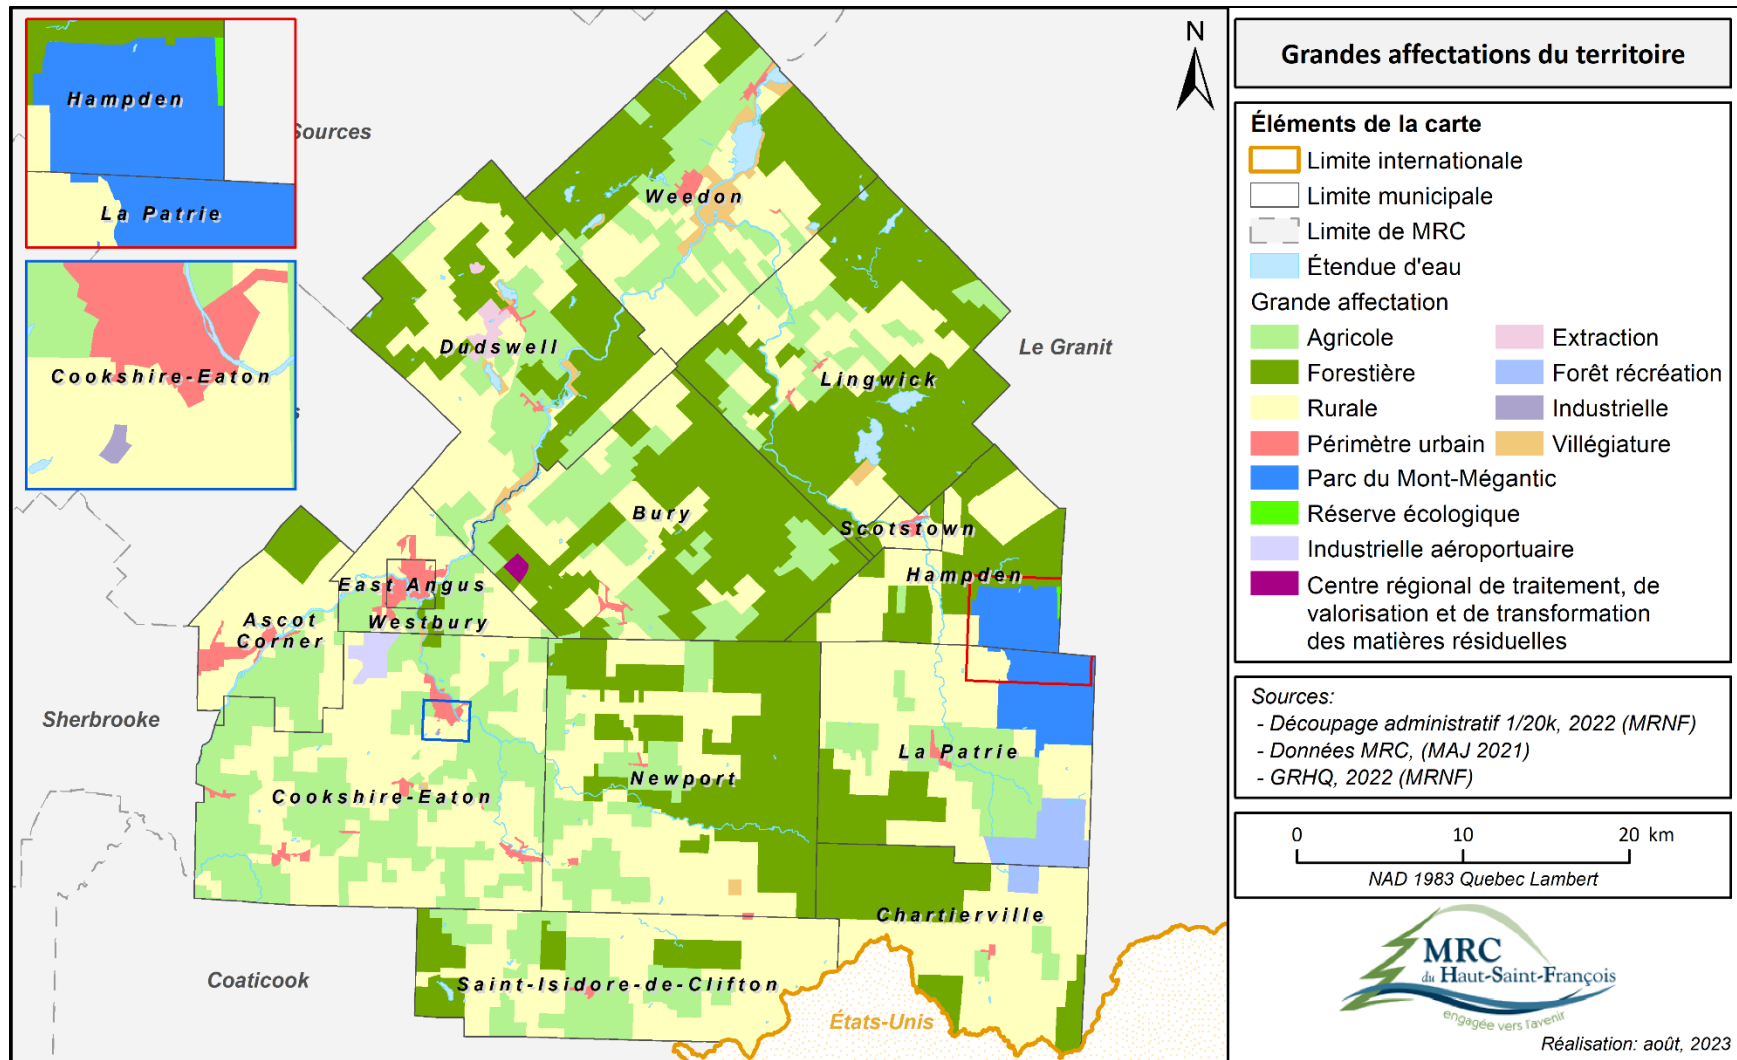 Hampden
La Patrie
Sources
Cookshire-Eaton
N
Weedon
Dudswell
Lingwick
Le Granit
Bury
Scotstown
Hampden
East Angus
Westbury
Ascot
Corner
Sherbrooke
La Patrie
Newport
Cookshire-Eaton
Chartierville
Coaticook
Saint-Isidore-de-Clifton
États-Unis
Grandes affectations du territoire
Éléments de la carte
Limite internationale
Limite municipale
Limite de MRC
Étendue d'eau
Grande affectation
Agricole
Extraction
Forestière
Forêt récréation
Rurale
Industrielle
Périmètre urbain
Villégiature
Parc du Mont-Mégantic
Réserve écologique
Industrielle aéroportuaire
Centre régional de traitement, de
valorisation et de transformation
des matières résiduelles
Sources:
- Découpage administratif 1/20k, 2022 (MRNF)
- Données MRC, (MAJ 2021)
- GRHQ, 2022 (MRNF)
0 10 20 km
NAD 1983 Quebec Lambert
MRC
du Haut-Saint-François
engagée vers l'avenir
Réalisation: août, 2023